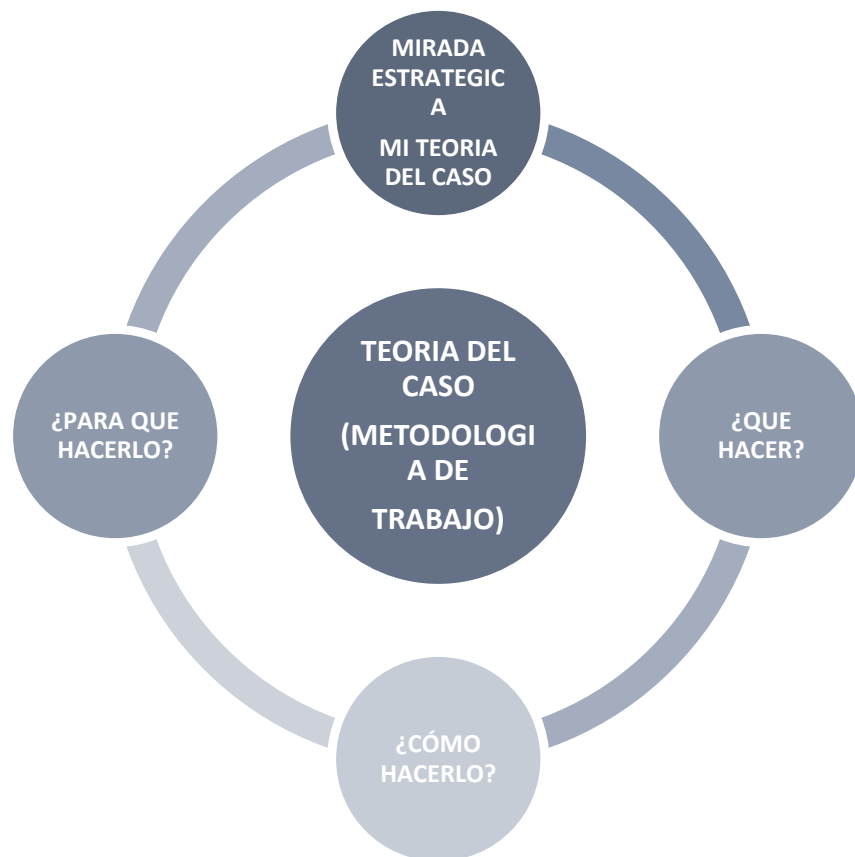 MIRADA
ESTRATEGIC
A
MI TEORIA
DEL CASO
TEORIA DEL
CASO
(METODOLOGI
A DE
TRABAJO)
¿PARA QUE
HACERLO?
¿QUE
HACER?
¿CÓMO
HACERLO?